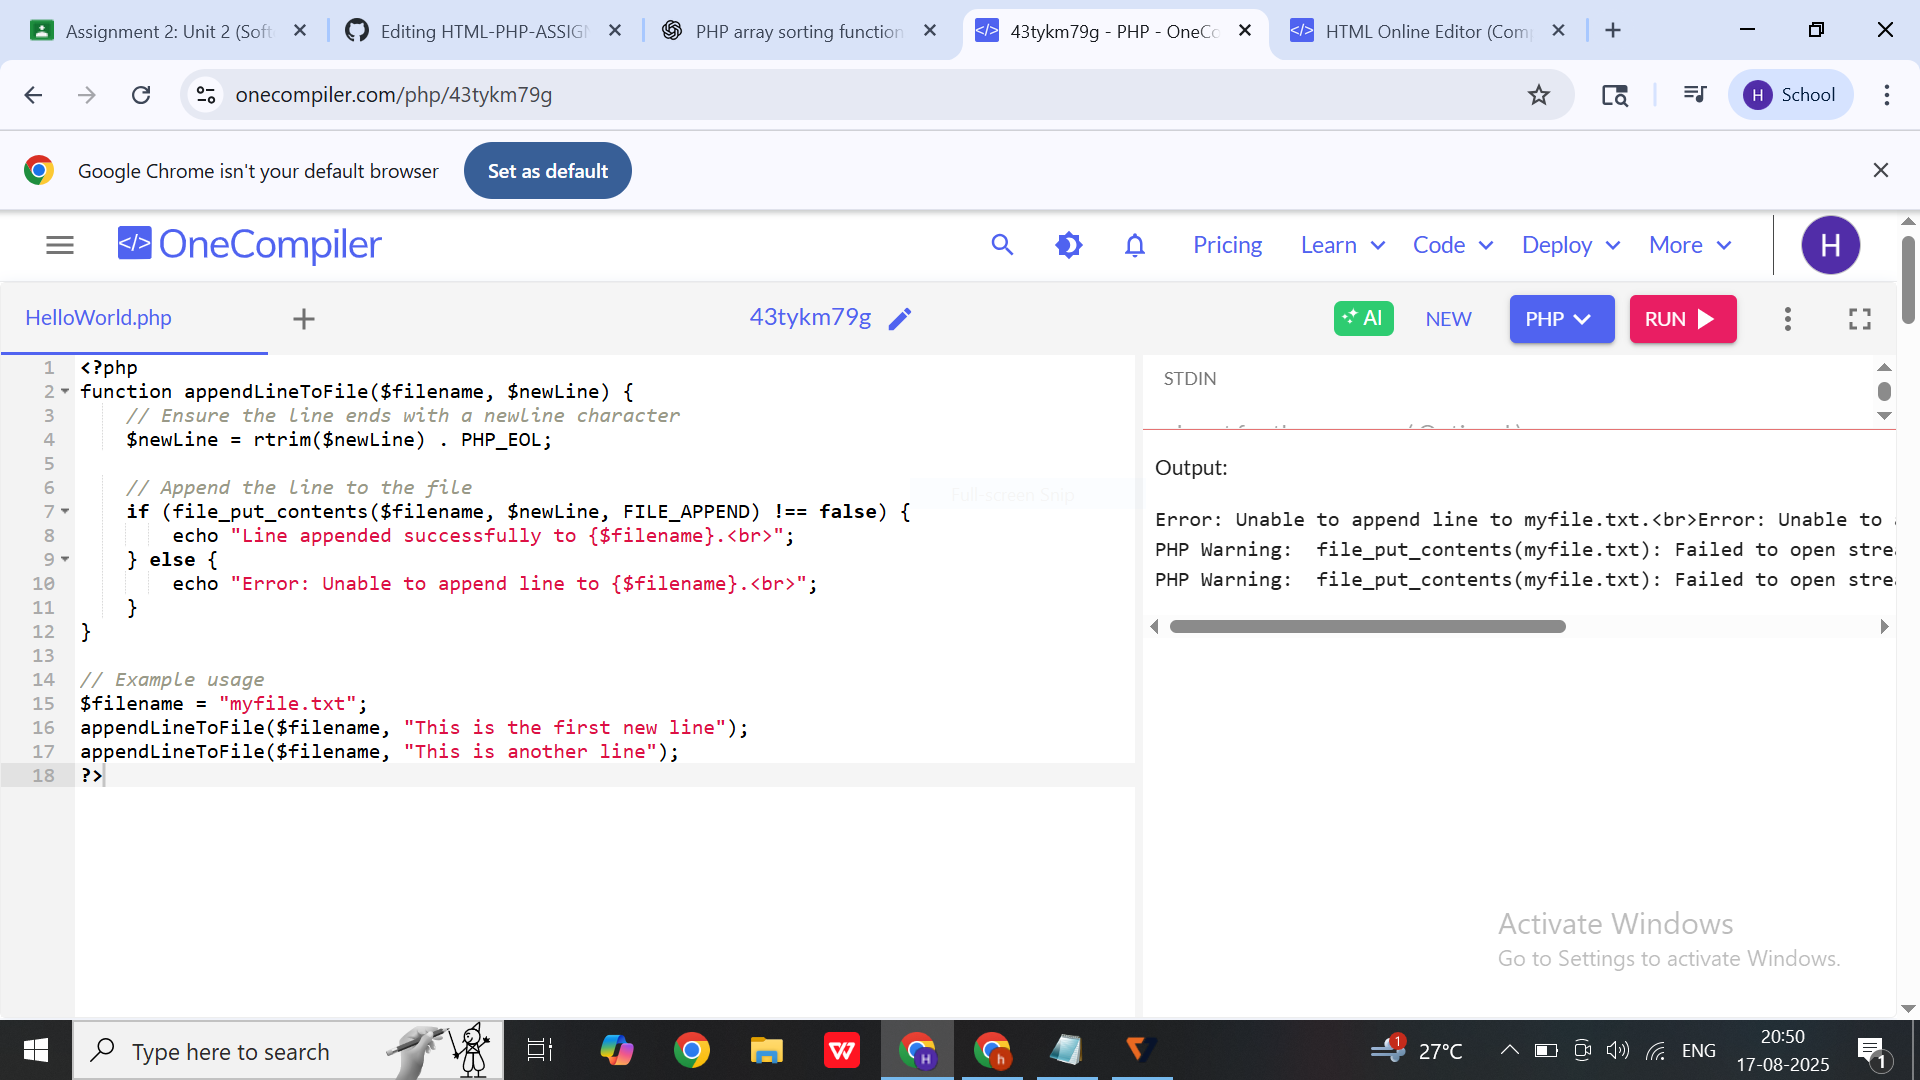 Assignment 2: Unit 2 (Soft
Editing HTML-PHP-ASSIGN
PHP array sorting function
43tykm79g - PHP - OneCo
HTML Online Editor (Com
onecompiler.com/php/43tykm79g
H School
Google Chrome isn't your default browser
Set as default
</> OneCompiler
Pricing Learn Code Deploy More
H
HelloWorld.php
43tykm79g
AI NEW PHP RUN
1 <?php
2 function appendLineToFile($filename, $newLine) {
3 // Ensure the line ends with a newline character
4 $newLine = rtrim($newLine) . PHP_EOL;
5
6 // Append the line to the file
7 if (file_put_contents($filename, $newLine, FILE_APPEND) !== false) {
8 echo "Line appended successfully to {$filename}.<br>";
9 } else {
10 echo "Error: Unable to append line to {$filename}.<br>";
11 }
12 }
13
14 // Example usage
15 $filename = "myfile.txt";
16 appendLineToFile($filename, "This is the first new line");
17 appendLineToFile($filename, "This is another line");
18 ?>
Full-screen Snip
STDIN
Output:
Error: Unable to append line to myfile.txt.<br>Error: Unable to
PHP Warning: file_put_contents(myfile.txt): Failed to open strea
PHP Warning: file_put_contents(myfile.txt): Failed to open strea
Activate Windows
Go to Settings to activate Windows.
Type here to search
H
h
1
27°C
ENG
20:50
17-08-2025
1